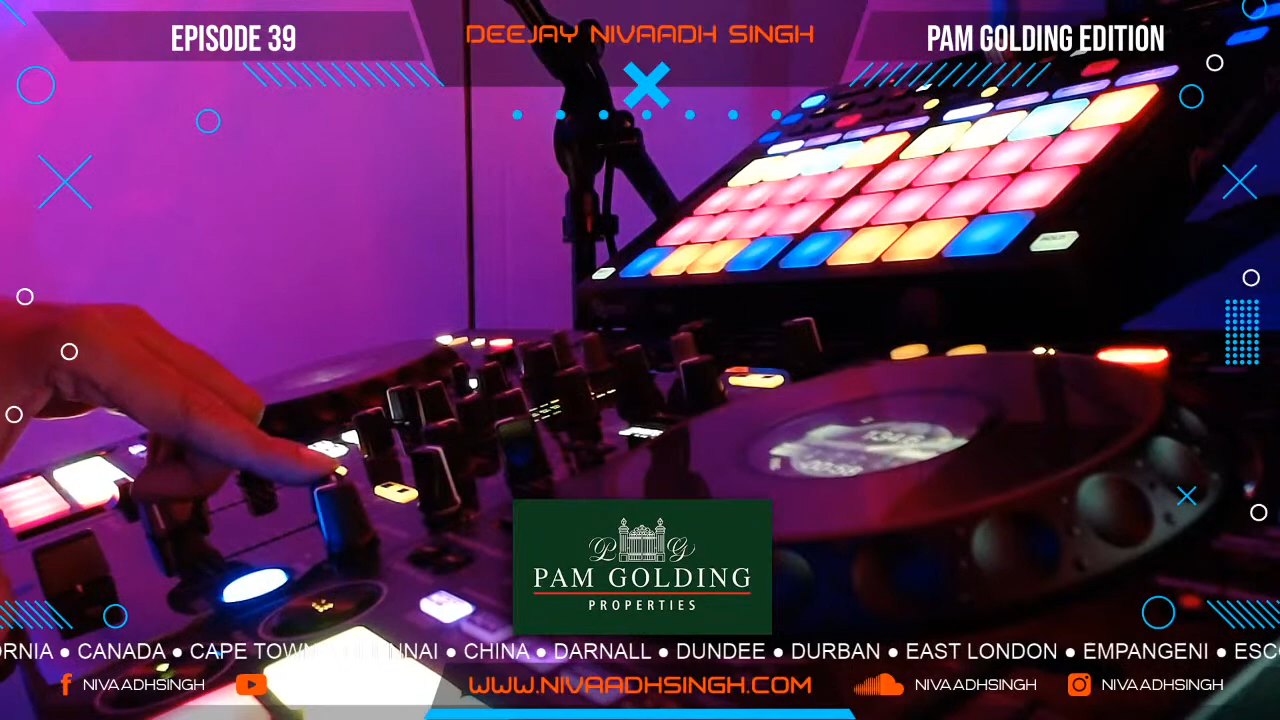 EPISODE 39
DEEJAY NIVAADH SINGH
PAM GOLDING EDITION
P G
PAM GOLDING
PROPERTIES
CANADA ● CAPE TOWN ● CHENNAI ● CHINA ● DARNALL ● DUNDEE ● DURBAN ● EAST LONDON ● EMPANGENI ●
NIVAADHSINGH
WWW.NIVAADHSINGH.COM
NIVAADHSINGH
NIVAADHSINGH